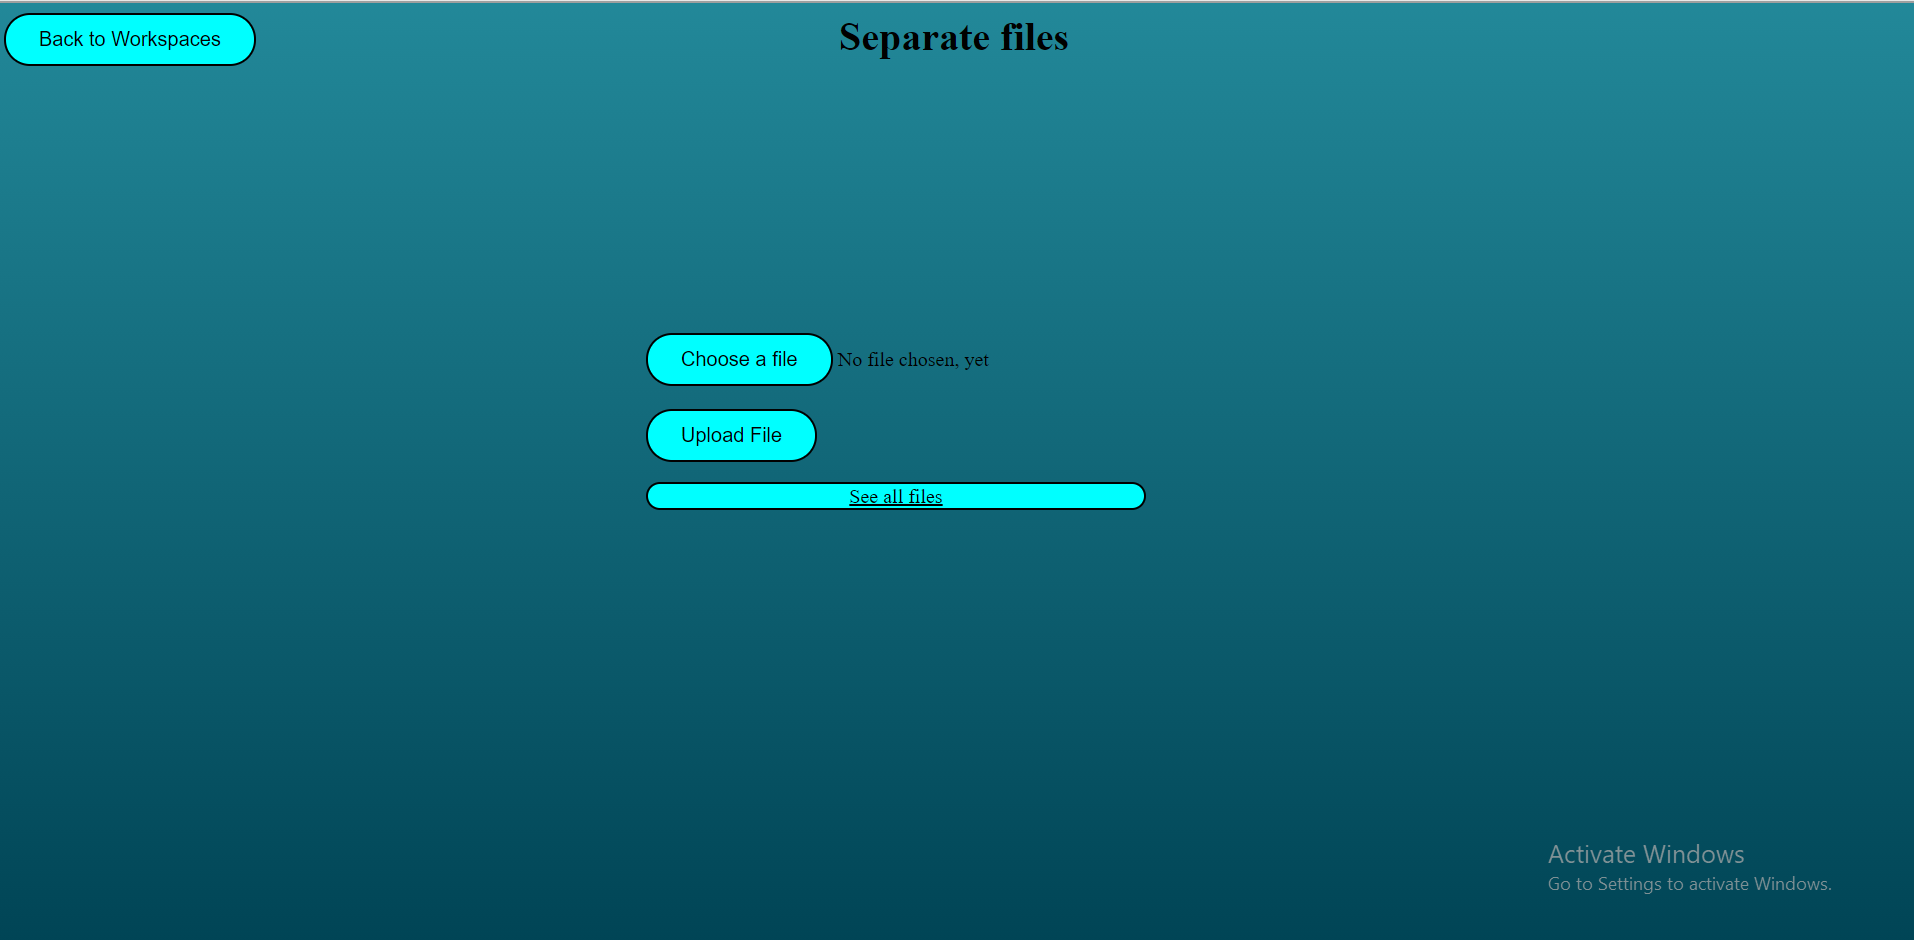 Back to Workspaces
Separate files
Choose a file
No file chosen, yet
Upload File
See all files
Activate Windows
Go to Settings to activate Windows.